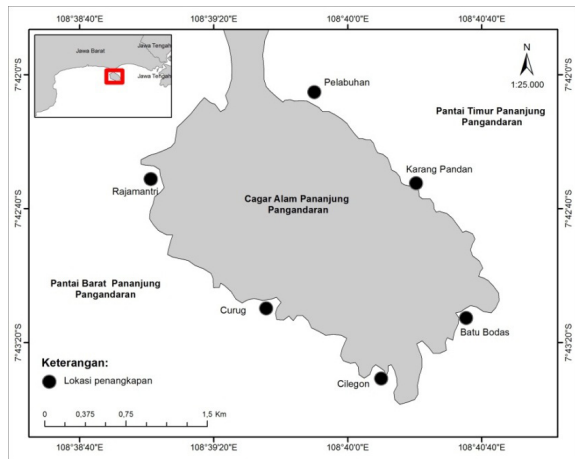 108°38'40"E 108°39'20"E 108°40'0"E 108°40'40"E
Jawa Barat
Jawa Tangah
Jawa Tengah
N
1:25.000
7°42'0"S
7°42'0"S
Pelabuhan
Pantai Timur Pananjung
Pangandaran
Karang Pandan
Rajamantri
Cagar Alam Pananjung
Pangandaran
7°42'40"S
7°42'40"S
Pantai Barat Pananjung
Pangandaran
Curug
Batu Bodas
7°43'20"S
7°43'20"S
Keterangan:
Lokasi penangkapan
Cilegon
0 0,375 0,75 1,5 Km
108°38'40"E 108°39'20"E 108°40'0"E 108°40'40"E